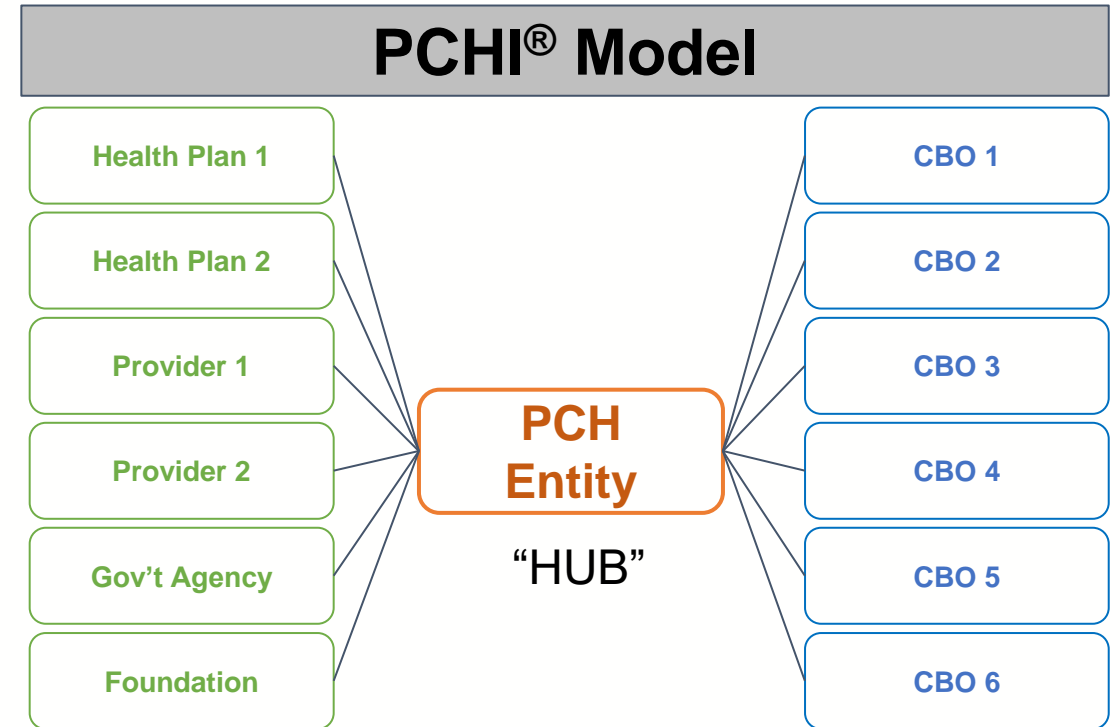 PCHI® Model
Health Plan 1
Health Plan 2
Provider 1
Provider 2
Gov't Agency
Foundation
PCH
Entity
“HUB”
CBO 1
CBO 2
CBO 3
CBO 4
CBO 5
CBO 6